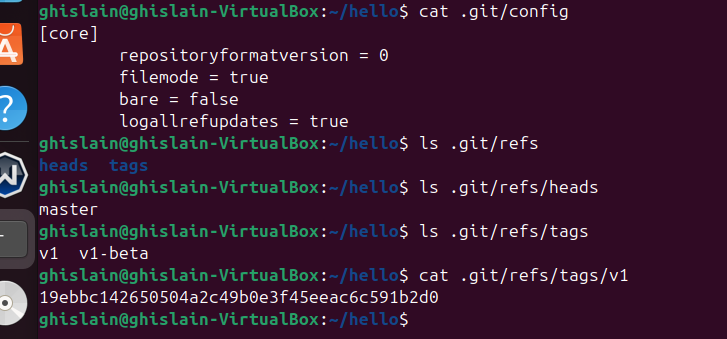 ghislain@ghislain-VirtualBox:~/hello$ cat .git/config
[core]
        repositoryformatversion = 0
        filemode = true
        bare = false
        logallrefupdates = true
ghislain@ghislain-VirtualBox:~/hello$ ls .git/refs
heads  tags
ghislain@ghislain-VirtualBox:~/hello$ ls .git/refs/heads
master
ghislain@ghislain-VirtualBox:~/hello$ ls .git/refs/tags
v1  v1-beta
ghislain@ghislain-VirtualBox:~/hello$ cat .git/refs/tags/v1
19ebbc142650504a2c49b0e3f45eeac6c591b2d0
ghislain@ghislain-VirtualBox:~/hello$